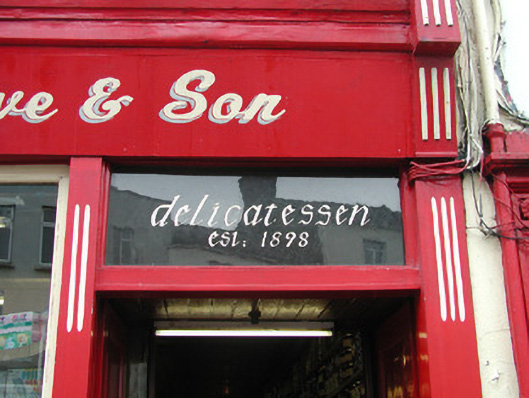 ve & Son
delicatessen
est: 1898